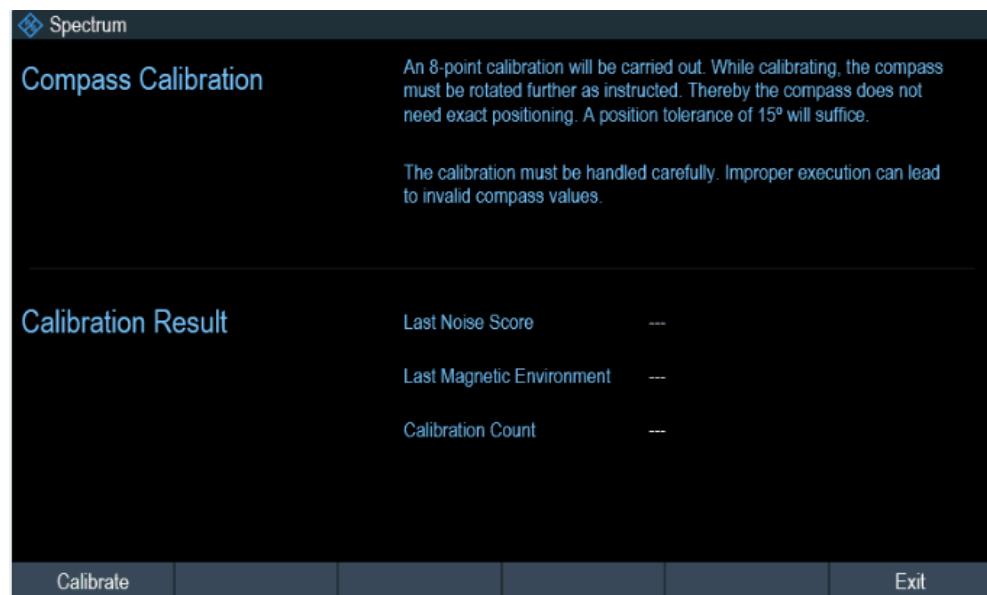 Spectrum
Compass Calibration
An 8-point calibration will be carried out. While calibrating, the compass
must be rotated further as instructed. Thereby the compass does not
need exact positioning. A position tolerance of 15º will suffice.
The calibration must be handled carefully. Improper execution can lead
to invalid compass values.
Calibration Result
Last Noise Score ---
Last Magnetic Environment ---
Calibration Count ---
Calibrate Exit